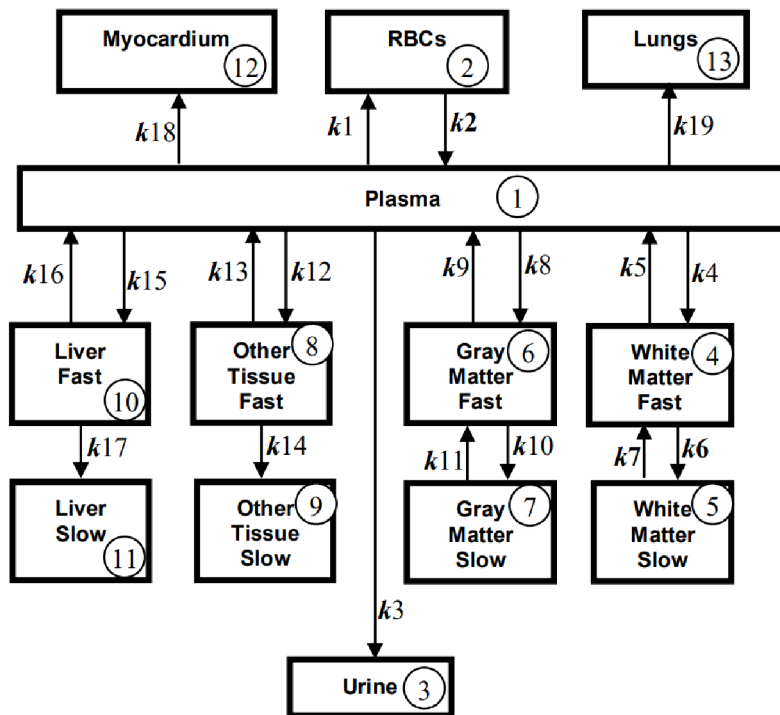 Myocardium
12
RBCs
2
Lungs
13
k18
k1
k2
k19
Plasma
1
k16
k15
k13
k12
k9
k8
k5
k4
Liver
Fast
10
Other
Tissue
Fast
8
Gray
Matter
Fast
6
White
Matter
Fast
4
k17
k14
k11
k10
k7
k6
Liver
Slow
11
Other
Tissue
Slow
9
Gray
Matter
Slow
7
White
Matter
Slow
5
k3
Urine
3